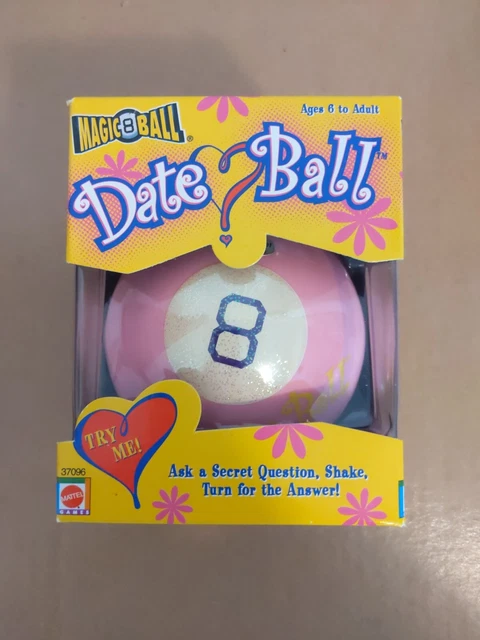 MAGIC 8 BALL®
Ages 6 to Adult
Date Ball™
8
TRY
ME!
37096
MATTEL
GAMES
Ask a Secret Question, Shake,
Turn for the Answer!